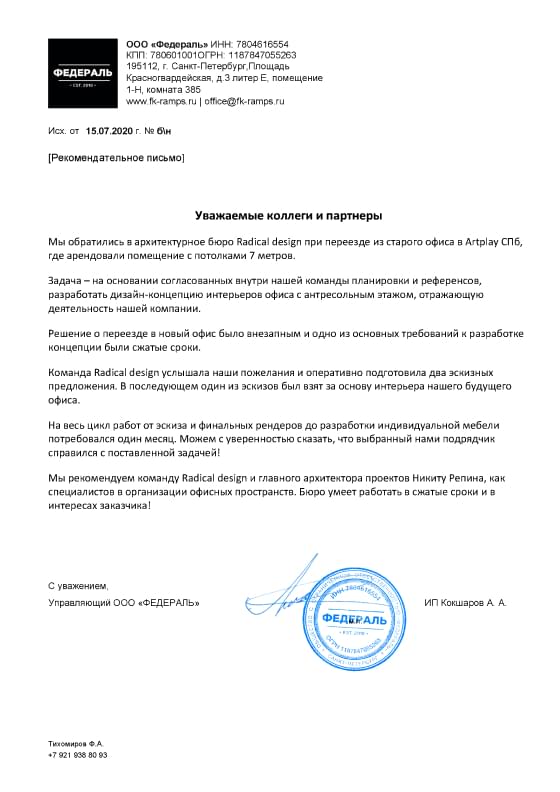 ФЕДЕРАЛЬ
EST. 2016
ООО «Федераль» ИНН: 7804616554
КПП: 780601001ОГРН: 1187847055263
195112, г. Санкт-Петербург,Площадь
Красногвардейская, д.3 литер Е, помещение
1-Н, комната 385
www.fk-ramps.ru | office@fk-ramps.ru
Исх. от 15.07.2020 г. № б\н
[Рекомендательное письмо]
Уважаемые коллеги и партнеры
Мы обратились в архитектурное бюро Radical design при переезде из старого офиса в Artplay СПб,
где арендовали помещение с потолками 7 метров.
Задача – на основании согласованных внутри нашей команды планировки и референсов,
разработать дизайн-концепцию интерьеров офиса с антресольным этажом, отражающую
деятельность нашей компании.
Решение о переезде в новый офис было внезапным и одно из основных требований к разработке
концепции были сжатые сроки.
Команда Radical design услышала наши пожелания и оперативно подготовила два эскизных
предложения. В последующем один из эскизов был взят за основу интерьера нашего будущего
офиса.
На весь цикл работ от эскиза и финальных рендеров до разработки индивидуальной мебели
потребовался один месяц. Можем с уверенностью сказать, что выбранный нами подрядчик
справился с поставленной задачей!
Мы рекомендуем команду Radical design и главного архитектора проектов Никиту Репина, как
специалистов в организации офисных пространств. Бюро умеет работать в сжатые сроки и в
интересах заказчика!
С уважением,
Управляющий ООО «ФЕДЕРАЛЬ»
ИНН 7804616554
ФЕДЕРАЛЬ
М.П.
ОГРН 1187847055263
САНКТ-ПЕТЕРБУРГ
ИП Кокшаров А. А.
Тихомиров Ф.А.
+7 921 938 80 93